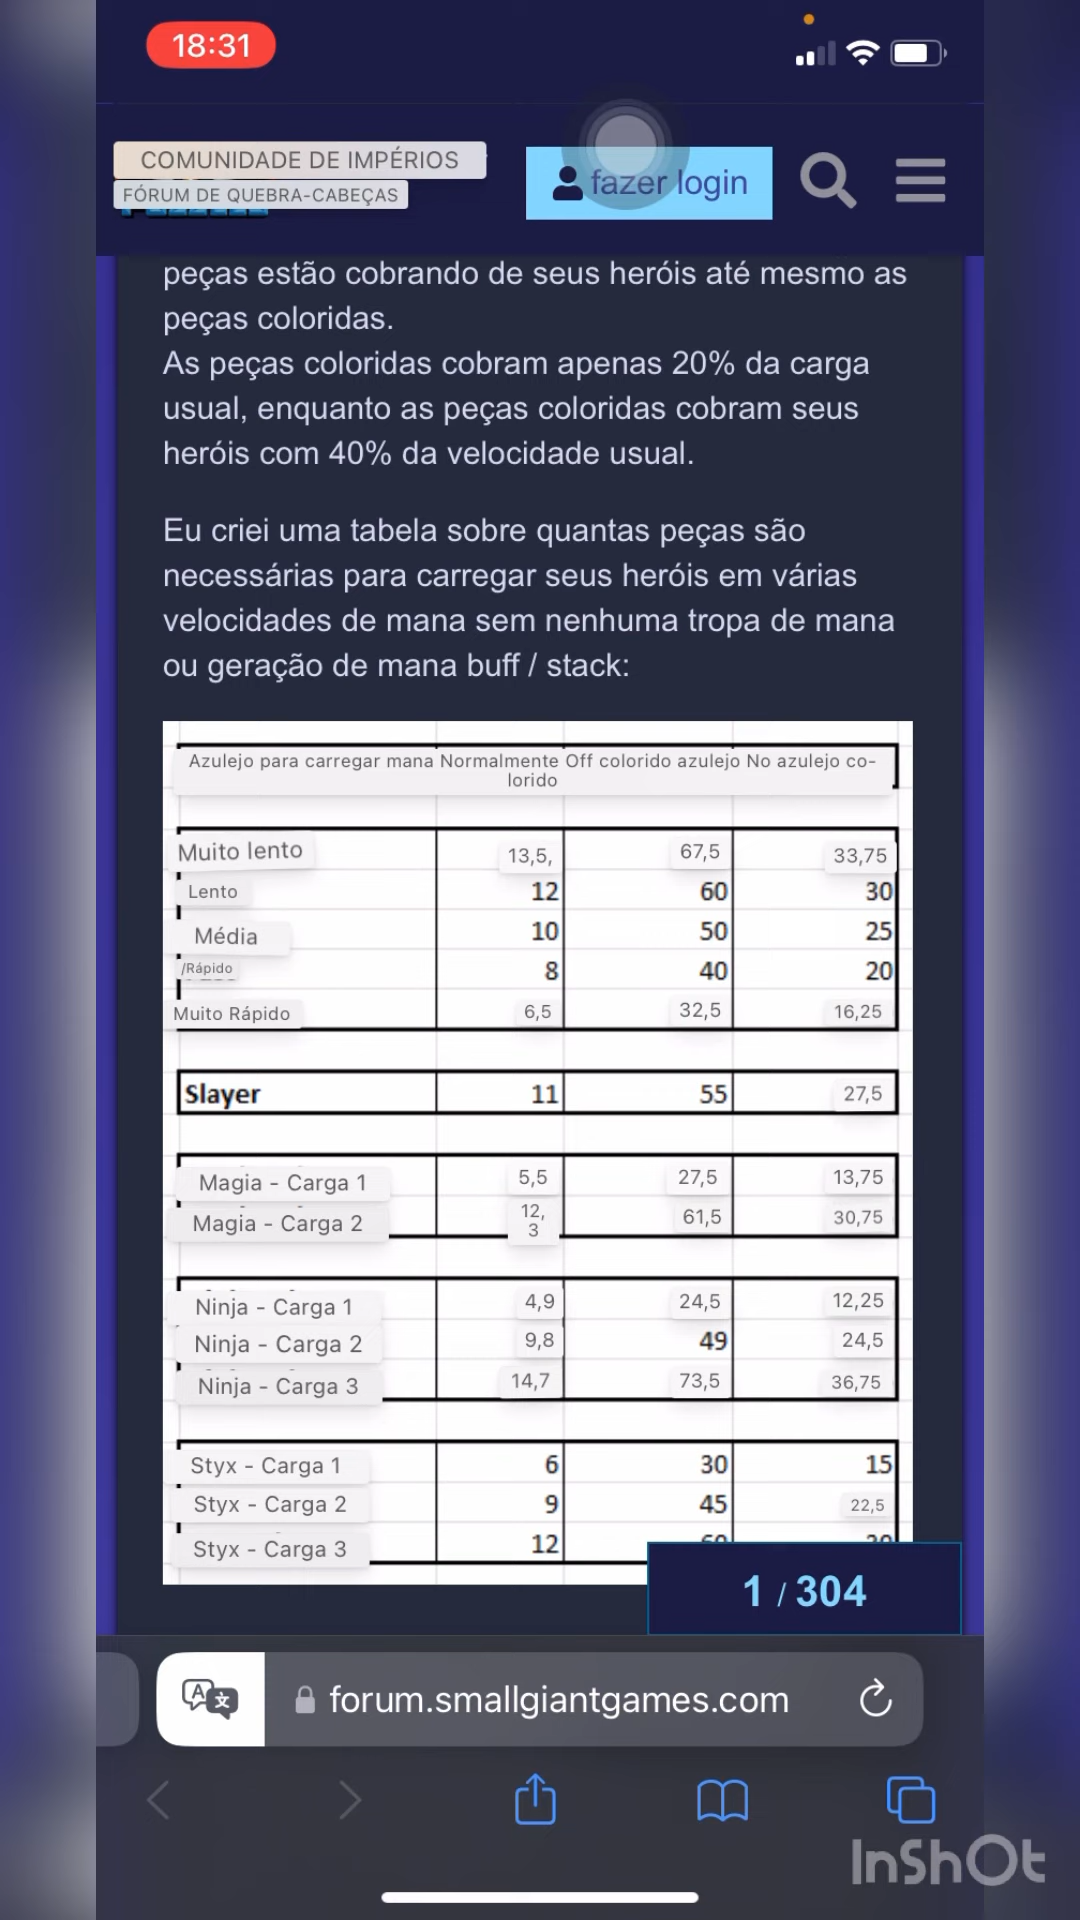 18:31
COMUNIDADE DE IMPÉRIOS
FÓRUM DE QUEBRA-CABEÇAS
fazer login
peças estão cobrando de seus heróis até mesmo as
peças coloridas.
As peças coloridas cobram apenas 20% da carga
usual, enquanto as peças coloridas cobram seus
heróis com 40% da velocidade usual.
Eu criei uma tabela sobre quantas peças são
necessárias para carregar seus heróis em várias
velocidades de mana sem nenhuma tropa de mana
ou geração de mana buff / stack:
Azulejo para carregar mana Normalmente Off colorido azulejo No azulejo co-
lorido
Muito lento 13,5, 67,5 33,75
Lento 12 60 30
Média 10 50 25
/Rápido 8 40 20
Muito Rápido 6,5 32,5 16,25
Slayer 11 55 27,5
Magia - Carga 1 5,5 27,5 13,75
Magia - Carga 2 12,3 61,5 30,75
Ninja - Carga 1 4,9 24,5 12,25
Ninja - Carga 2 9,8 49 24,5
Ninja - Carga 3 14,7 73,5 36,75
Styx - Carga 1 6 30 15
Styx - Carga 2 9 45 22,5
Styx - Carga 3 12
1 / 304
forum.smallgiantgames.com
InShOt